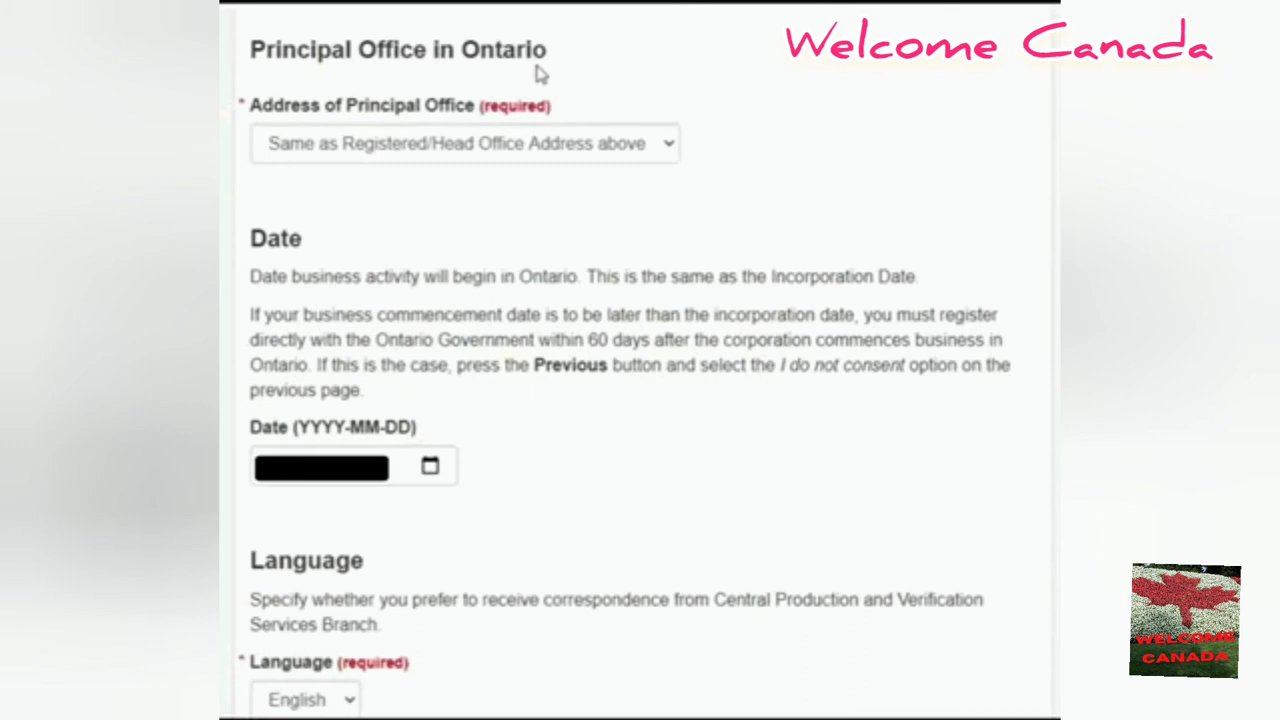 Welcome Canada
Principal Office in Ontario
* Address of Principal Office (required)
Same as Registered/Head Office Address above
Date
Date business activity will begin in Ontario. This is the same as the Incorporation Date.
If your business commencement date is to be later than the incorporation date, you must register
directly with the Ontario Government within 60 days after the corporation commences business in
Ontario. If this is the case, press the Previous button and select the I do not consent option on the
previous page.
Date (YYYY-MM-DD)
Language
Specify whether you prefer to receive correspondence from Central Production and Verification
Services Branch.
* Language (required)
English
WELCOME
CANADA